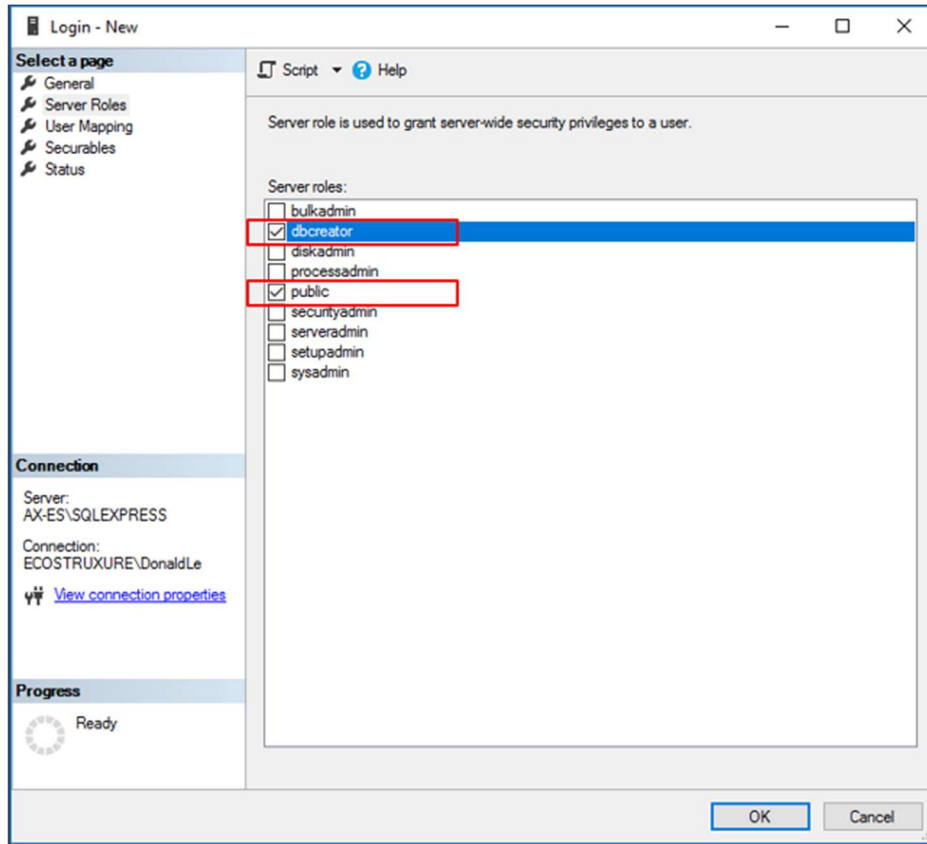 Login - New
Select a page
General
Server Roles
User Mapping
Securables
Status
Script
Help
Server role is used to grant server-wide security privileges to a user.
Server roles:
bulkadmin
dbcreator
diskadmin
processadmin
public
securityadmin
serveradmin
setupadmin
sysadmin
Connection
Server:
AX-ES\SQLEXPRESS
Connection:
ECOSTRUXURE\DonaldLe
View connection properties
Progress
Ready
OK
Cancel